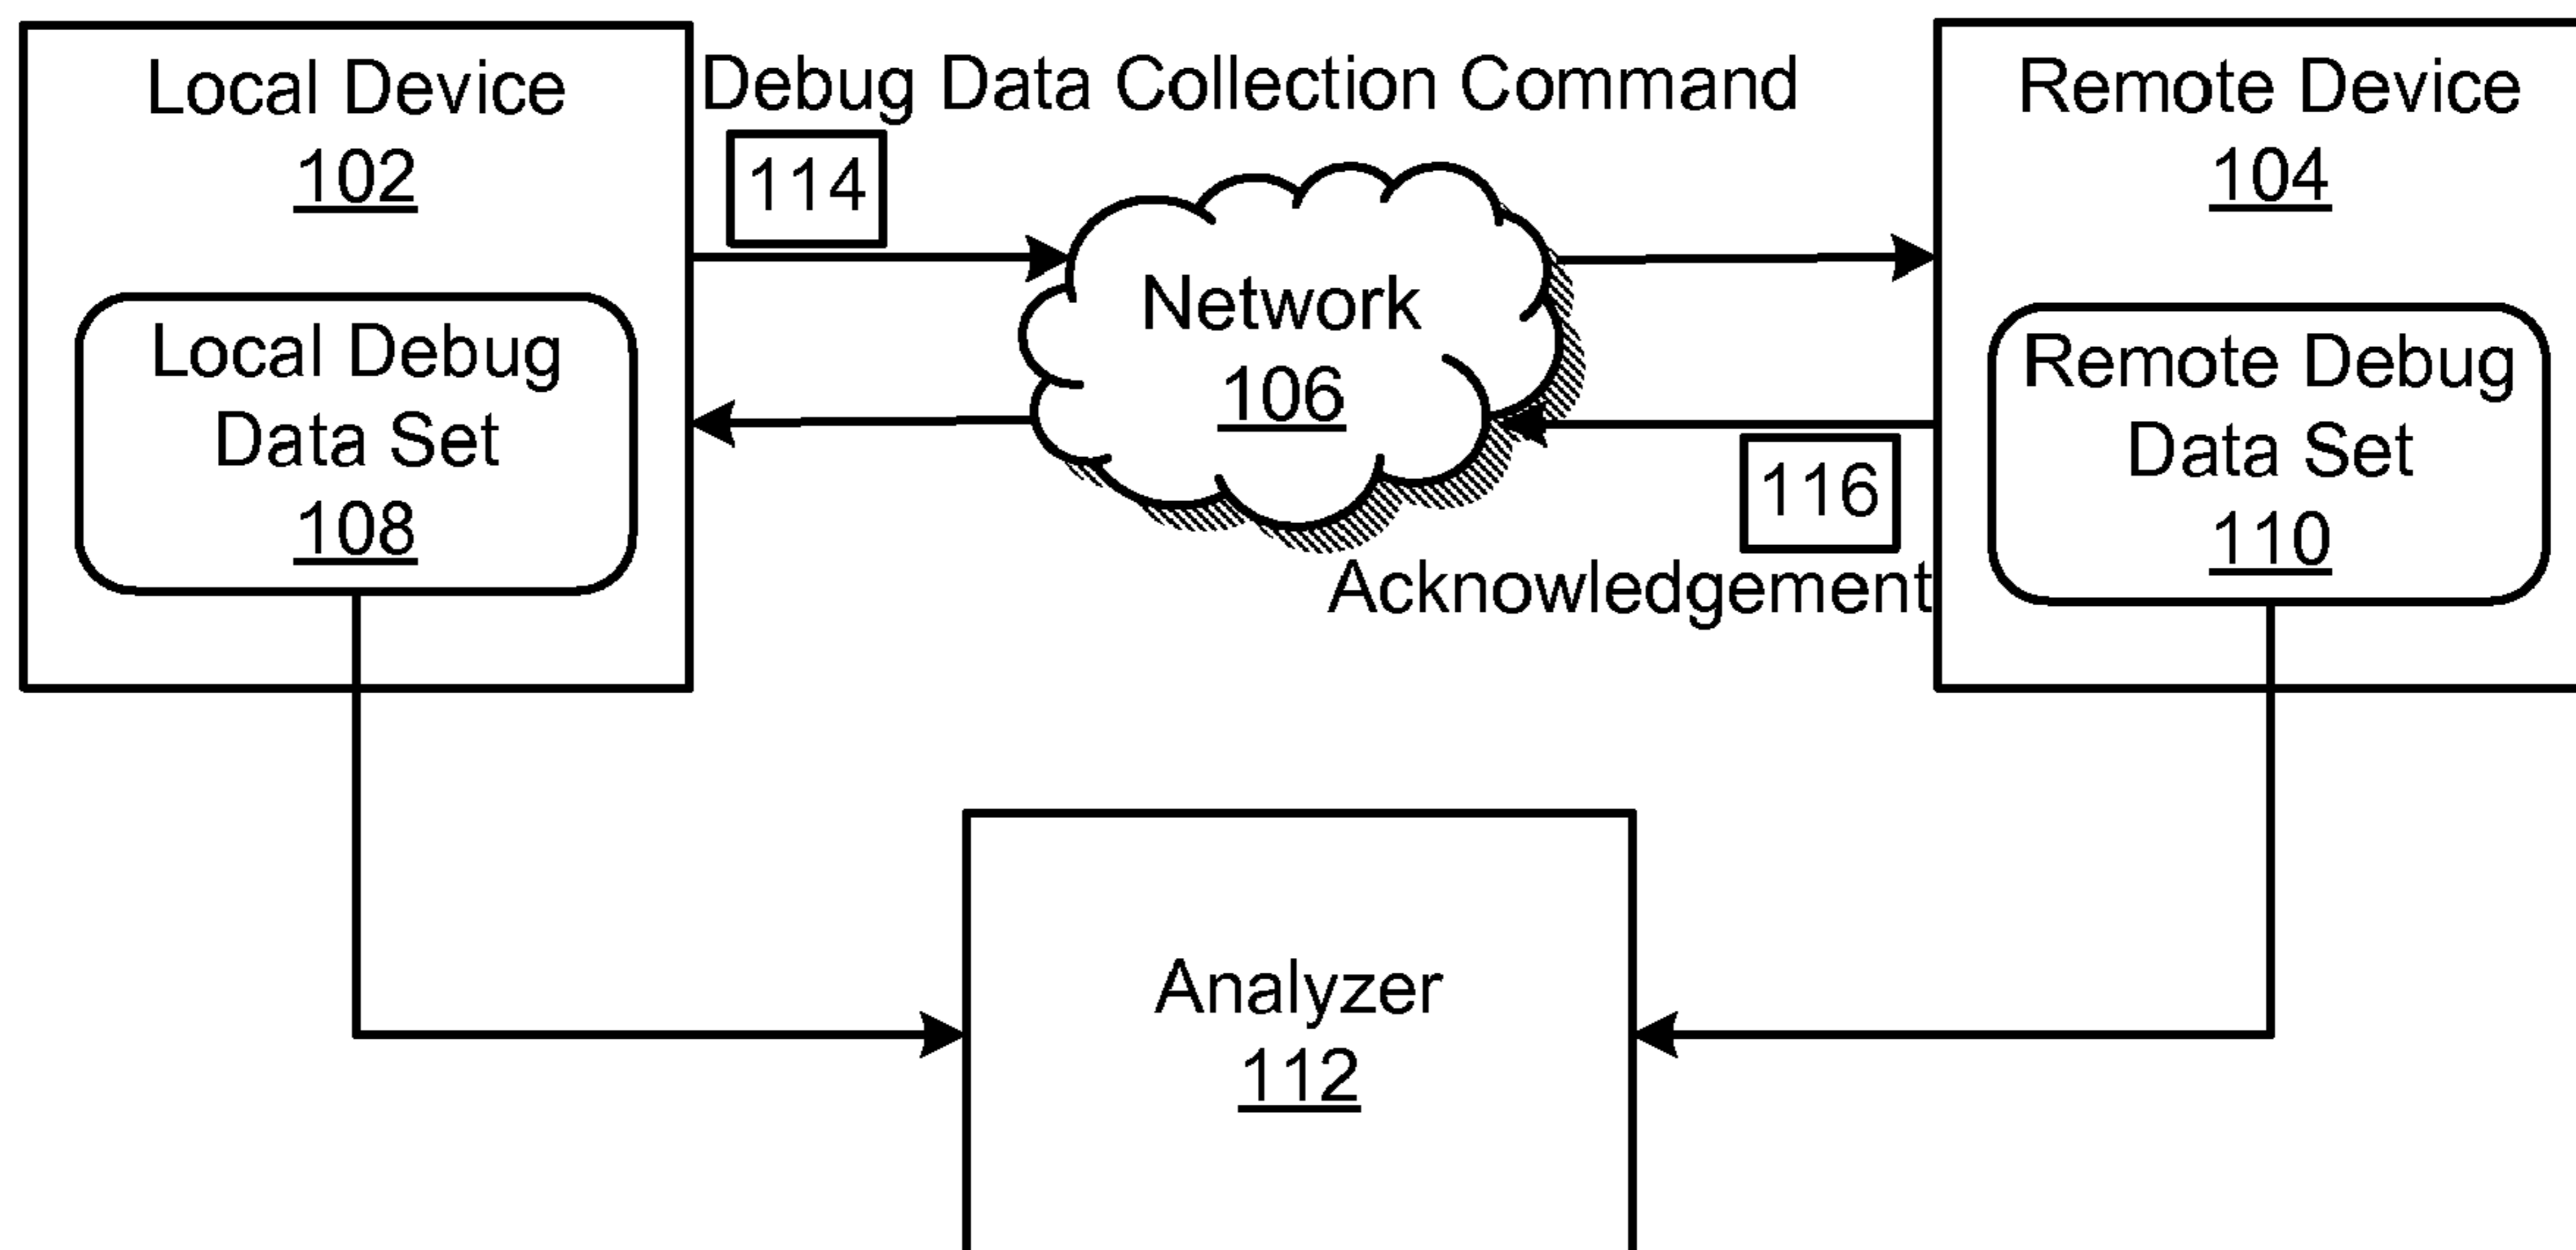 Local Device
102
Local Debug
Data Set
108
Debug Data Collection Command
114
Network
106
116
Acknowledgement
Remote Device
104
Remote Debug
Data Set
110
Analyzer
112